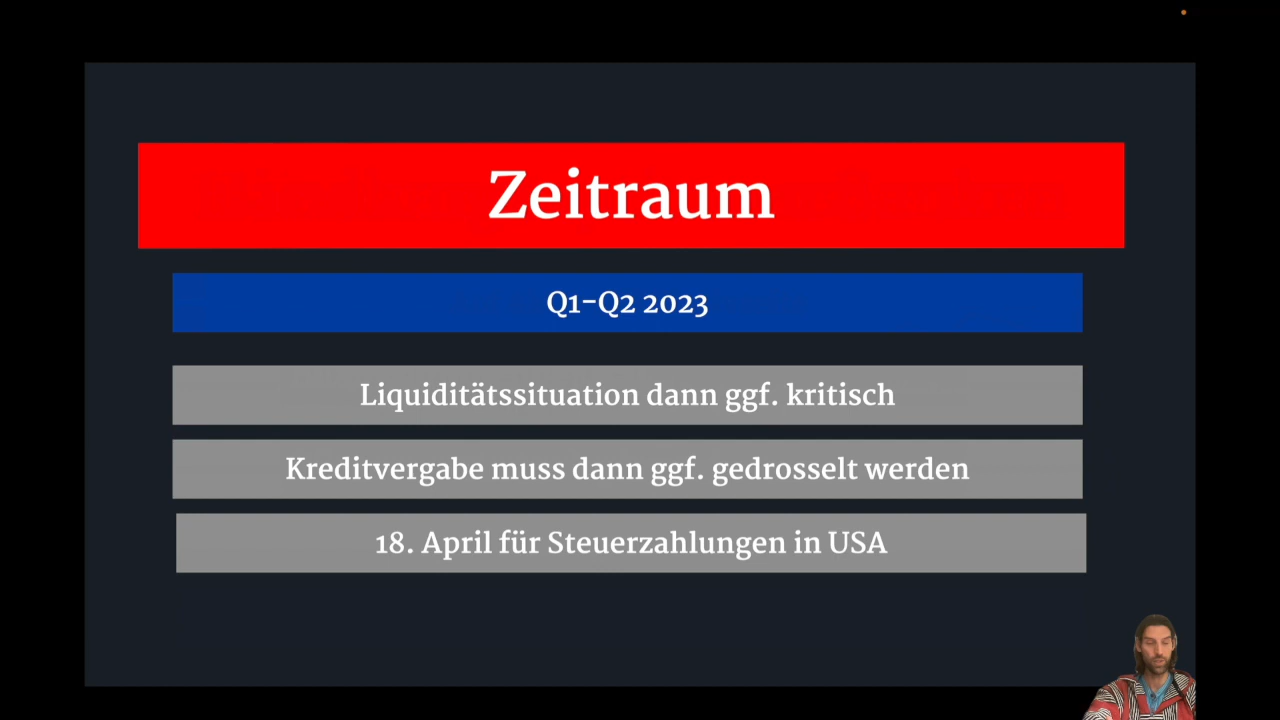 Zeitraum
Q1-Q2 2023
Liquiditätssituation dann ggf. kritisch
Kreditvergabe muss dann ggf. gedrosselt werden
18. April für Steuerzahlungen in USA